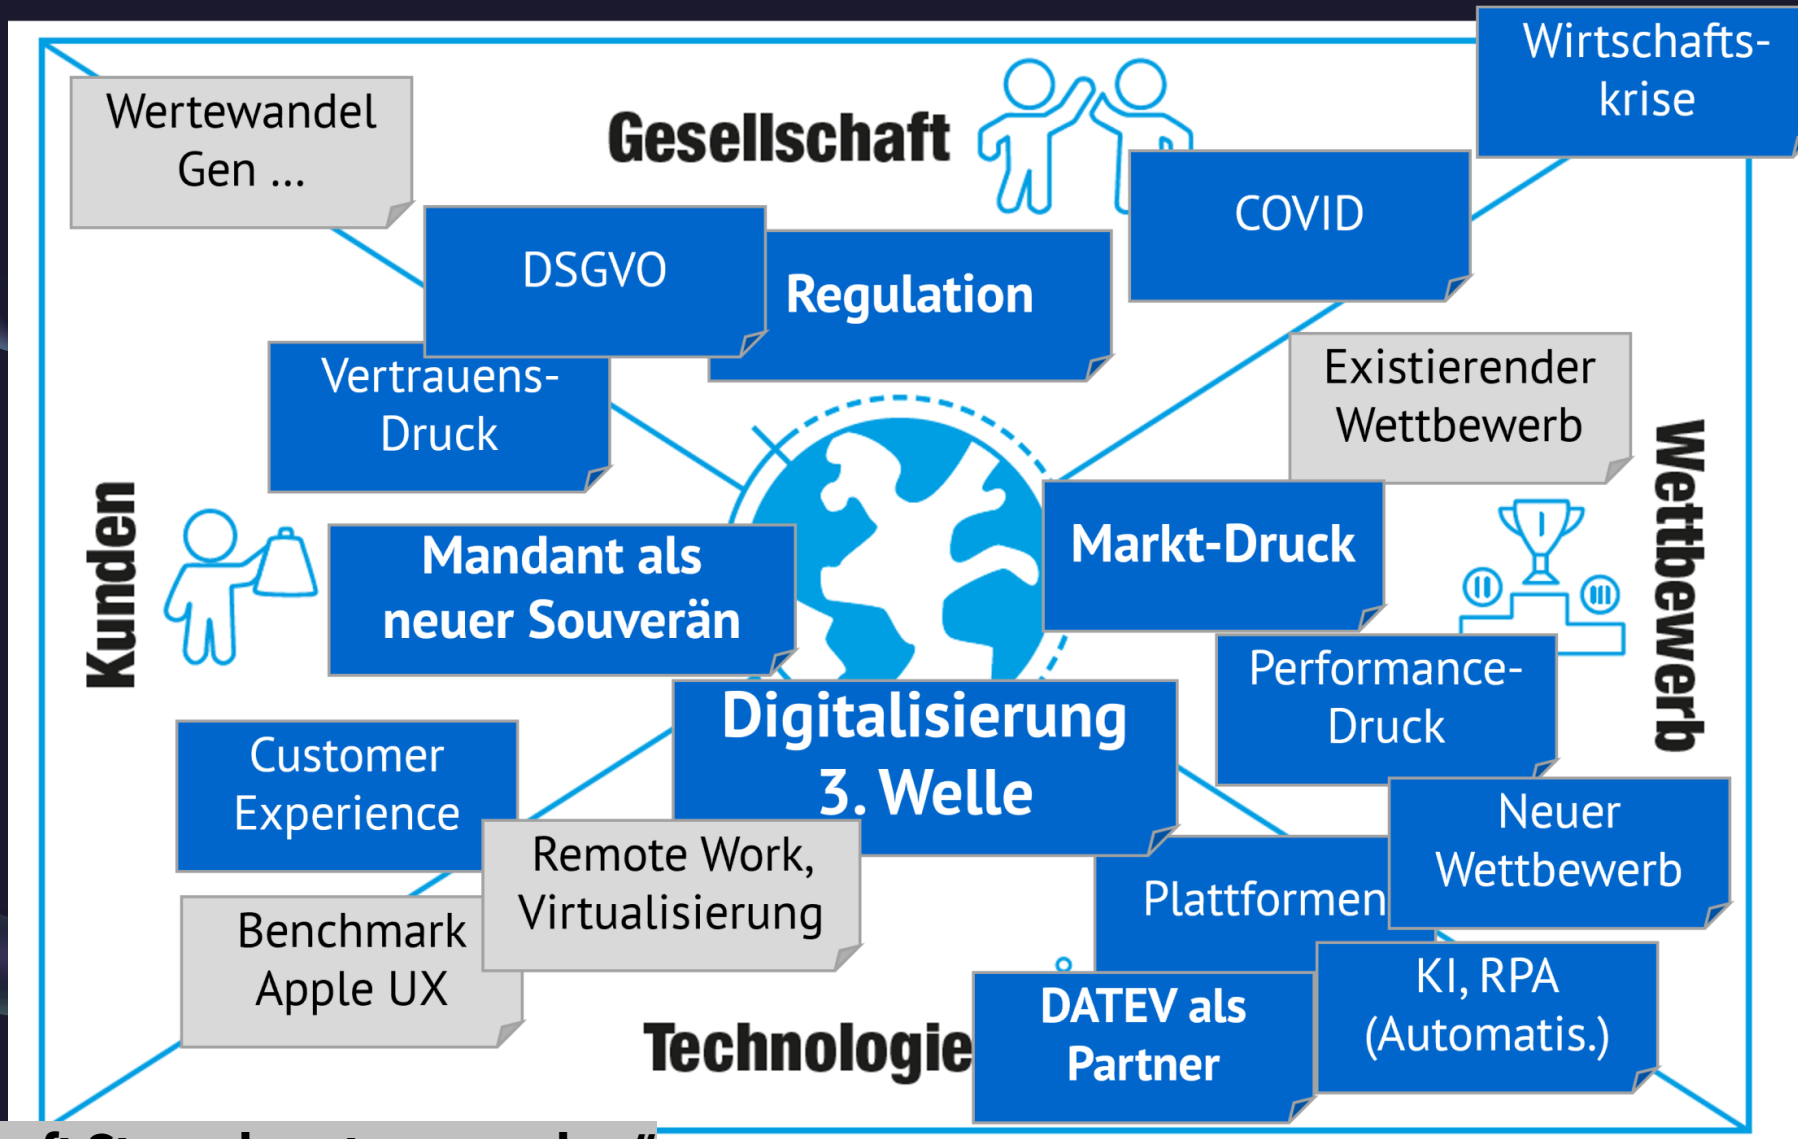 Wirtschafts-
krise
Wertewandel
Gen ...
Gesellschaft
COVID
DSGVO
Regulation
Vertrauens-
Druck
Existierender
Wettbewerb
Kunden
Mandant als
neuer Souverän
Markt-Druck
Wettbewerb
Performance-
Druck
Digitalisierung
3. Welle
Customer
Experience
Neuer
Wettbewerb
Remote Work,
Virtualisierung
Plattformen
Benchmark
Apple UX
KI, RPA
(Automatis.)
DATEV als
Partner
Technologie
I
II
III